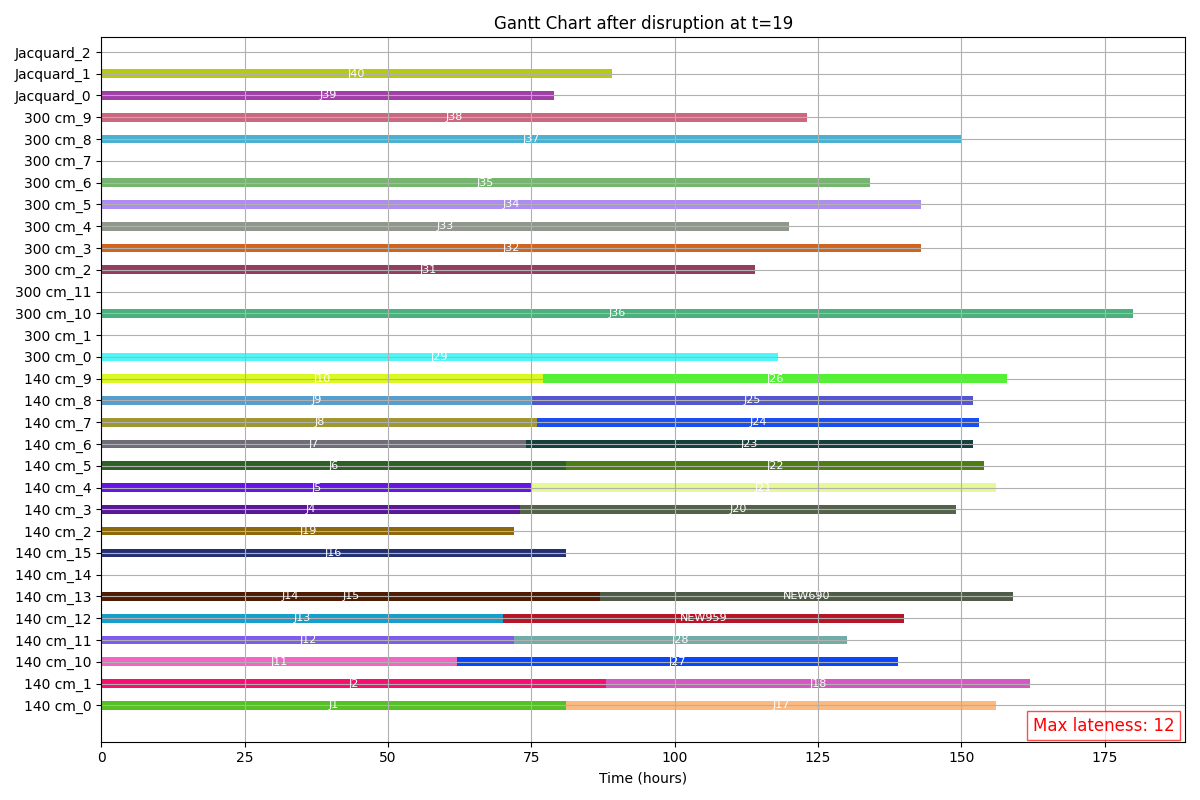 Gantt Chart after disruption at t=19
Jacquard_2
Jacquard_1
J40
Jacquard_0
J39
300 cm_9
J38
300 cm_8
J37
300 cm_7
300 cm_6
J35
300 cm_5
J34
300 cm_4
J33
300 cm_3
J32
300 cm_2
J31
300 cm_11
300 cm_10
J36
300 cm_1
300 cm_0
J29
140 cm_9
J10 J26
140 cm_8
J9 J25
140 cm_7
J8 J24
140 cm_6
J7 J23
140 cm_5
J6 J22
140 cm_4
J5 J21
140 cm_3
J4 J20
140 cm_2
J19
140 cm_15
J16
140 cm_14
140 cm_13
J14 J15 NEW690
140 cm_12
J13 NEW959
140 cm_11
J12 J28
140 cm_10
J11 J27
140 cm_1
J2 J18
140 cm_0
J1 J17
Max lateness: 12
0 25 50 75 100 125 150 175
Time (hours)